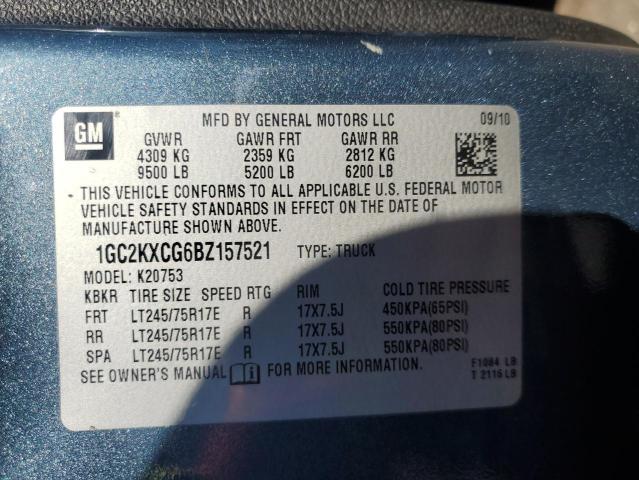 GM
MFD BY GENERAL MOTORS LLC 09/10
GVWR GAWR FRT GAWR RR
4309 KG 2359 KG 2812 KG
9500 LB 5200 LB 6200 LB
THIS VEHICLE CONFORMS TO ALL APPLICABLE U.S. FEDERAL MOTOR
VEHICLE SAFETY STANDARDS IN EFFECT ON THE DATE OF
MANUFACTURE SHOWN ABOVE.
1GC2KXCG6BZ157521 TYPE: TRUCK
MODEL: K20753
KBKR TIRE SIZE SPEED RTG RIM COLD TIRE PRESSURE
FRT LT245/75R17E R 17X7.5J 450KPA(65PSI)
RR LT245/75R17E R 17X7.5J 550KPA(80PSI)
SPA LT245/75R17E R 17X7.5J 550KPA(80PSI)
SEE OWNER'S MANUAL FOR MORE INFORMATION.
F1084 LB
T 2116 LB